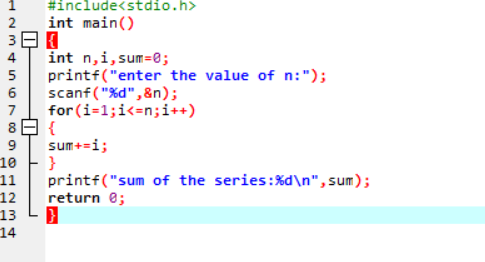 1 #include<stdio.h>
2 int main()
3 {
4 int n,i,sum=0;
5 printf("enter the value of n:");
6 scanf("%d",&n);
7 for(i=1;i<=n;i++)
8 {
9 sum+=i;
10 }
11 printf("sum of the series:%d\n",sum);
12 return 0;
13 }
14